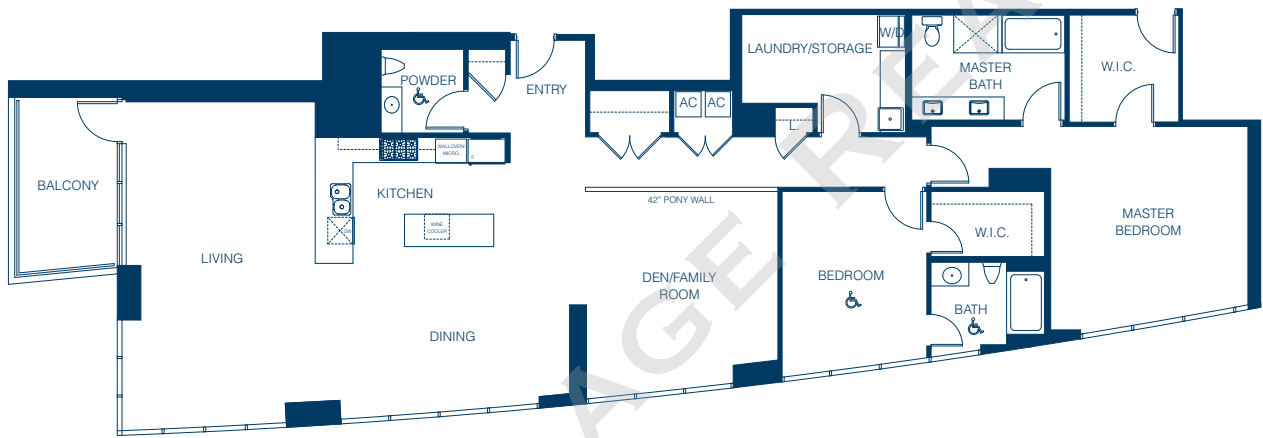 LAUNDRY/STORAGE
W/D
MASTER
BATH
W.I.C.
POWDER
ENTRY
AC AC
L
WALLOVEN/
MICRO.
F.
BALCONY
KITCHEN
42" PONY WALL
DW
WINE
COOLER
W.I.C.
MASTER
BEDROOM
LIVING
DEN/FAMILY
ROOM
BEDROOM
BATH
DINING
AGE REA